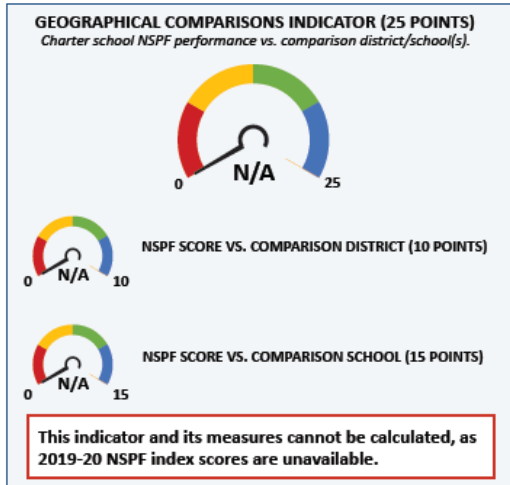 GEOGRAPHICAL COMPARISONS INDICATOR (25 POINTS)
Charter school NSPF performance vs. comparison district/school(s).
N/A
0
25
NSPF SCORE VS. COMPARISON DISTRICT (10 POINTS)
N/A
0
10
NSPF SCORE VS. COMPARISON SCHOOL (15 POINTS)
N/A
0
15
This indicator and its measures cannot be calculated, as
2019-20 NSPF index scores are unavailable.